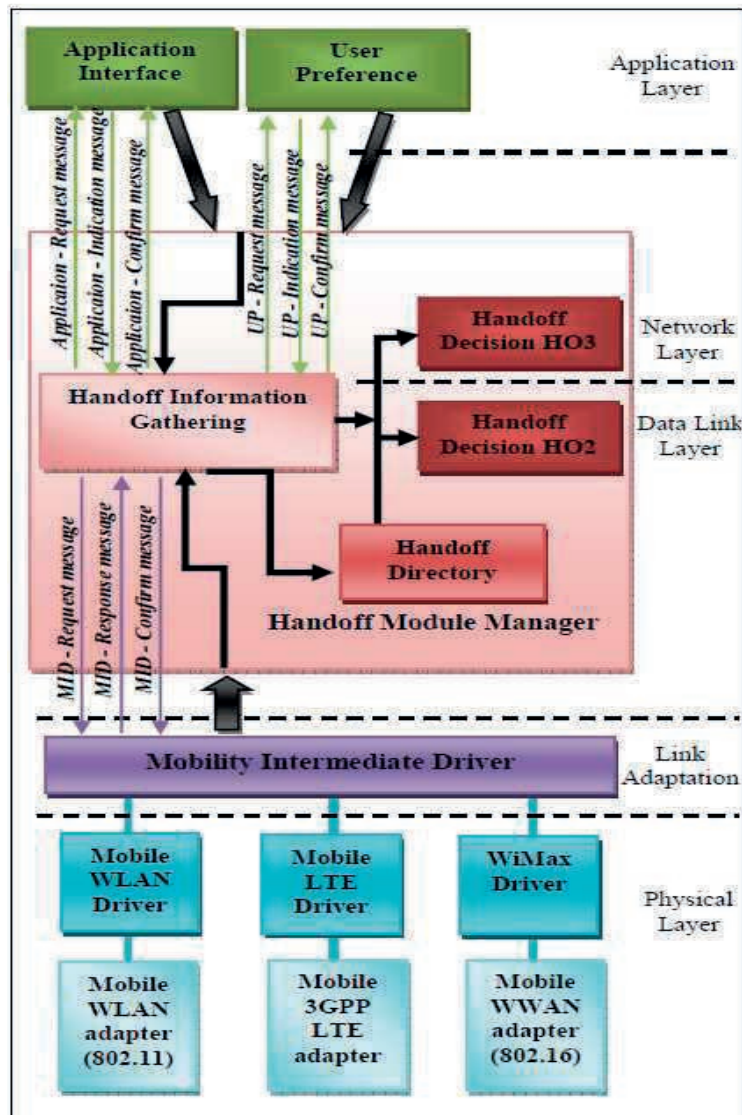 Application
Interface
User
Preference
Application
Layer
Applicaion - Request message
Applicaion - Indication message
Applicaion - Confirm message
UP - Request message
UP - Indication message
UP - Confirm message
Handoff
Decision HO3
Network
Layer
Handoff Information
Gathering
Handoff
Decision HO2
Data Link
Layer
MID - Request message
MID - Response message
MID - Confirm message
Handoff
Directory
Handoff Module Manager
Mobility Intermediate Driver
Link
Adaptation
Mobile
WLAN
Driver
Mobile
LTE
Driver
WiMax
Driver
Physical
Layer
Mobile
WLAN
adapter
(802.11)
Mobile
3GPP
LTE
adapter
Mobile
WWAN
adapter
(802.16)